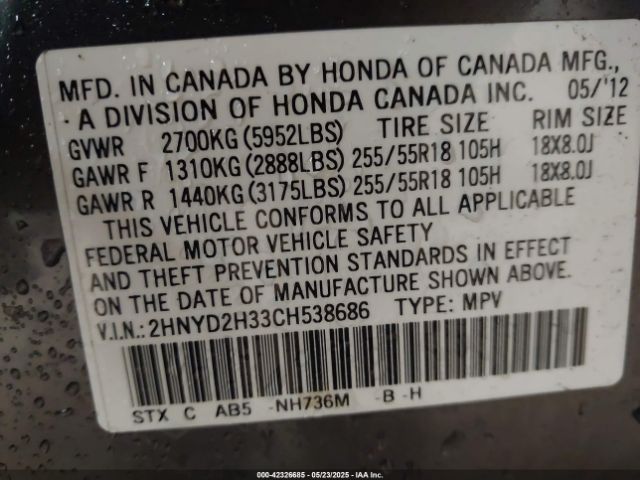 MFD. IN CANADA BY HONDA OF CANADA MFG.,
A DIVISION OF HONDA CANADA INC. 05/'12
GVWR 2700KG(5952LBS) TIRE SIZE RIM SIZE
GAWR F 1310KG(2888LBS) 255/55R18 105H 18X8.0J
GAWR R 1440KG(3175LBS) 255/55R18 105H 18X8.0J
THIS VEHICLE CONFORMS TO ALL APPLICABLE
FEDERAL MOTOR VEHICLE SAFETY
AND THEFT PREVENTION STANDARDS IN EFFECT
ON THE DATE OF MANUFACTURE SHOWN ABOVE.
V.I.N.: 2HNYD2H33CH538686 TYPE: MPV
STX C AB5 -NH736M -B -H
000-42326685 - 05/23/2025 - IAA Inc.